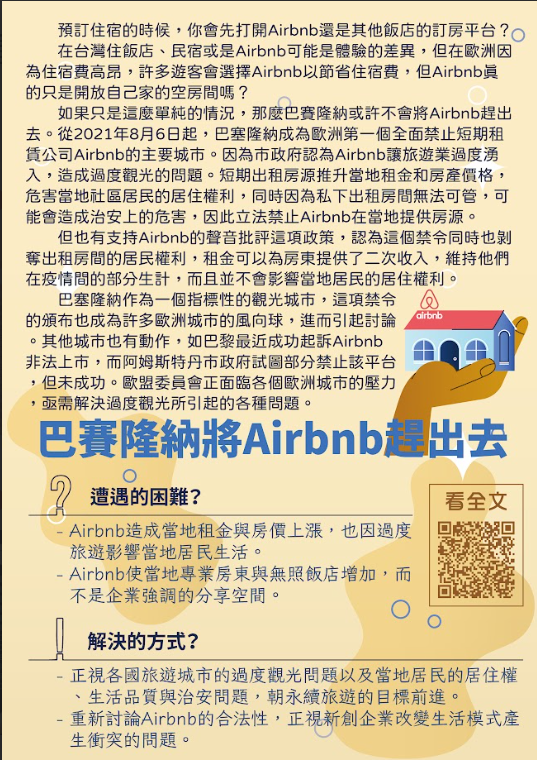 預訂住宿的時候，你會先打開Airbnb還是其他飯店的訂房平台？
在台灣住飯店、民宿或是Airbnb可能是體驗的差異，但在歐洲因
為住宿費高昂，許多遊客會選擇Airbnb以節省住宿費，但Airbnb真
的只是開放自己家的空房間嗎？
如果只是這麼單純的情況，那麼巴賽隆納或許不會將Airbnb趕出
去。從2021年8月6日起，巴塞隆納成為歐洲第一個全面禁止短期租
賃公司Airbnb的主要城市。因為市政府認為Airbnb讓旅遊業過度湧
入，造成過度觀光的問題。短期出租房源推升當地租金和房產價格，
危害當地社區居民的居住權利，同時因為私下出租房間無法可管，可
能會造成治安上的危害，因此立法禁止Airbnb在當地提供房源。
但也有支持Airbnb的聲音批評這項政策，認為這個禁令同時也剝
奪出租房間的居民權利，租金可以為房東提供了二次收入，維持他們
在疫情間的部分生計，而且並不會影響當地居民的居住權利。
巴塞隆納作為一個指標性的觀光城市，這項禁令
的頒布也成為許多歐洲城市的風向球，進而引起討論
。其他城市也有動作，如巴黎最近成功起訴Airbnb
非法上市，而阿姆斯特丹市政府試圖部分禁止該平台
，但未成功。歐盟委員會正面臨各個歐洲城市的壓力
，亟需解決過度觀光所引起的各種問題。
airbnb
巴賽隆納將Airbnb趕出去
? 遭遇的困難?
看全文
- Airbnb造成當地租金與房價上漲，也因過度
旅遊影響當地居民生活。
- Airbnb使當地專業房東與無照飯店增加，而
不是企業強調的分享空間。
! 解決的方式?
- 正視各國旅遊城市的過度觀光問題以及當地居民的居住權
、生活品質與治安問題，朝永續旅遊的目標前進。
- 重新討論Airbnb的合法性，正視新創企業改變生活模式產
生衝突的問題。